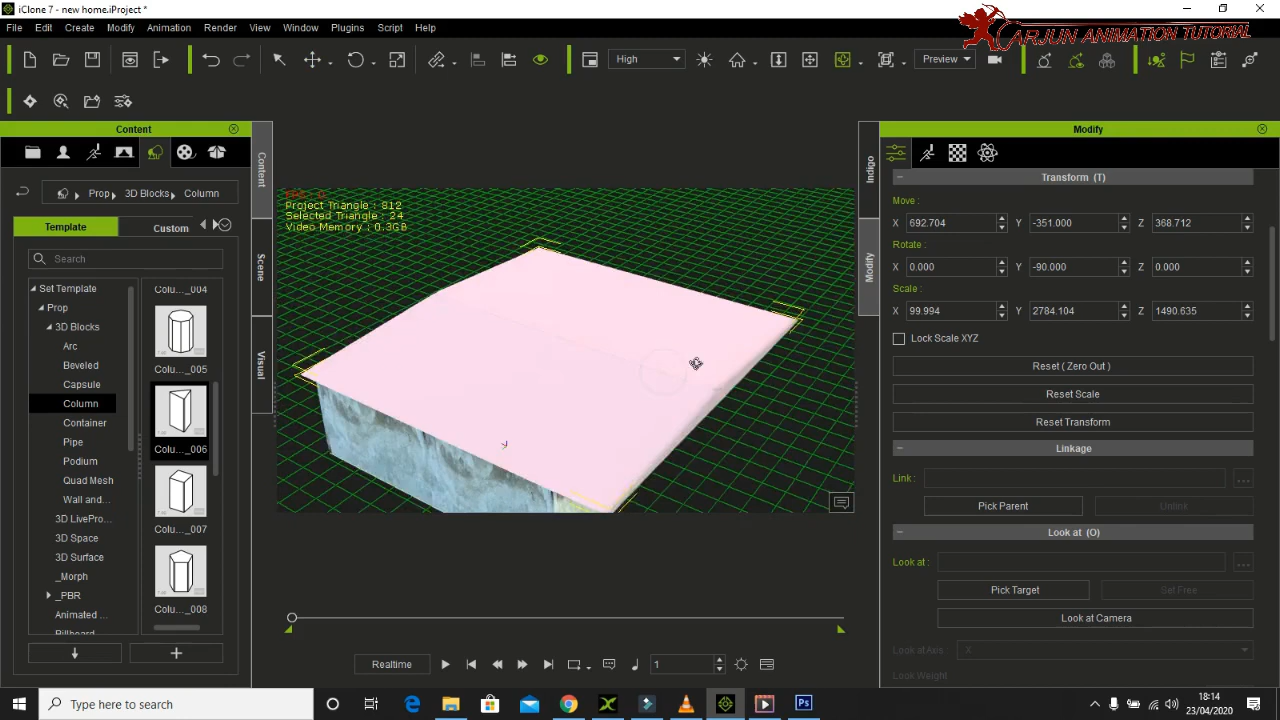 iClone 7 - new home.iProject *
File Edit Create Modify Animation Render View Window Plugins Script Help
ARJUN ANIMATION TUTORIAL
High
Preview
Content
Modify
Prop 3D Blocks Column
Template
Custom
Search
Set Template
Prop
3D Blocks
Arc
Beveled
Capsule
Column
Container
Pipe
Podium
Quad Mesh
Wall and...
3D LivePro...
3D Space
3D Surface
_Morph
_PBR
Animated ...
Billboard
Colu..._004
Colu..._005
Colu..._006
Colu..._007
Colu..._008
Content
Scene
Visual
Project Triangle : 812
Selected Triangle : 24
Video Memory : 0.3GB
Indigo
Modify
Transform (T)
Move :
X 692.704 Y -351.000 Z 368.712
Rotate :
X 0.000 Y -90.000 Z 0.000
Scale :
X 99.994 Y 2784.104 Z 1490.635
Lock Scale XYZ
Reset ( Zero Out )
Reset Scale
Reset Transform
Linkage
Link :
...
Pick Parent
Unlink
Look at (O)
Look at :
...
Pick Target
Set Free
Look at Camera
Look at Axis : X
Look at Weight
Realtime
1
Type here to search
18:14
23/04/2020